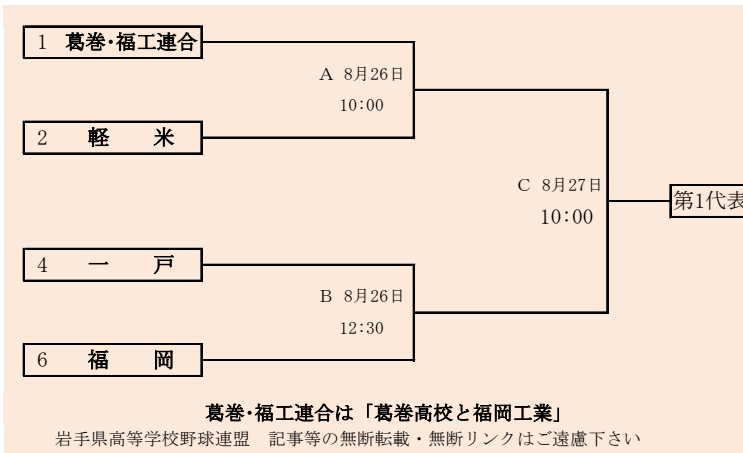 1 葛巻・福工連合
A 8月26日
10:00
2 軽 米
C 8月27日
10:00
第1代表
4 一 戸
B 8月26日
12:30
6 福 岡
葛巻・福工連合は「葛巻高校と福岡工業」
岩手県高等学校野球連盟 記事等の無断転載・無断リンクはご遠慮下さい